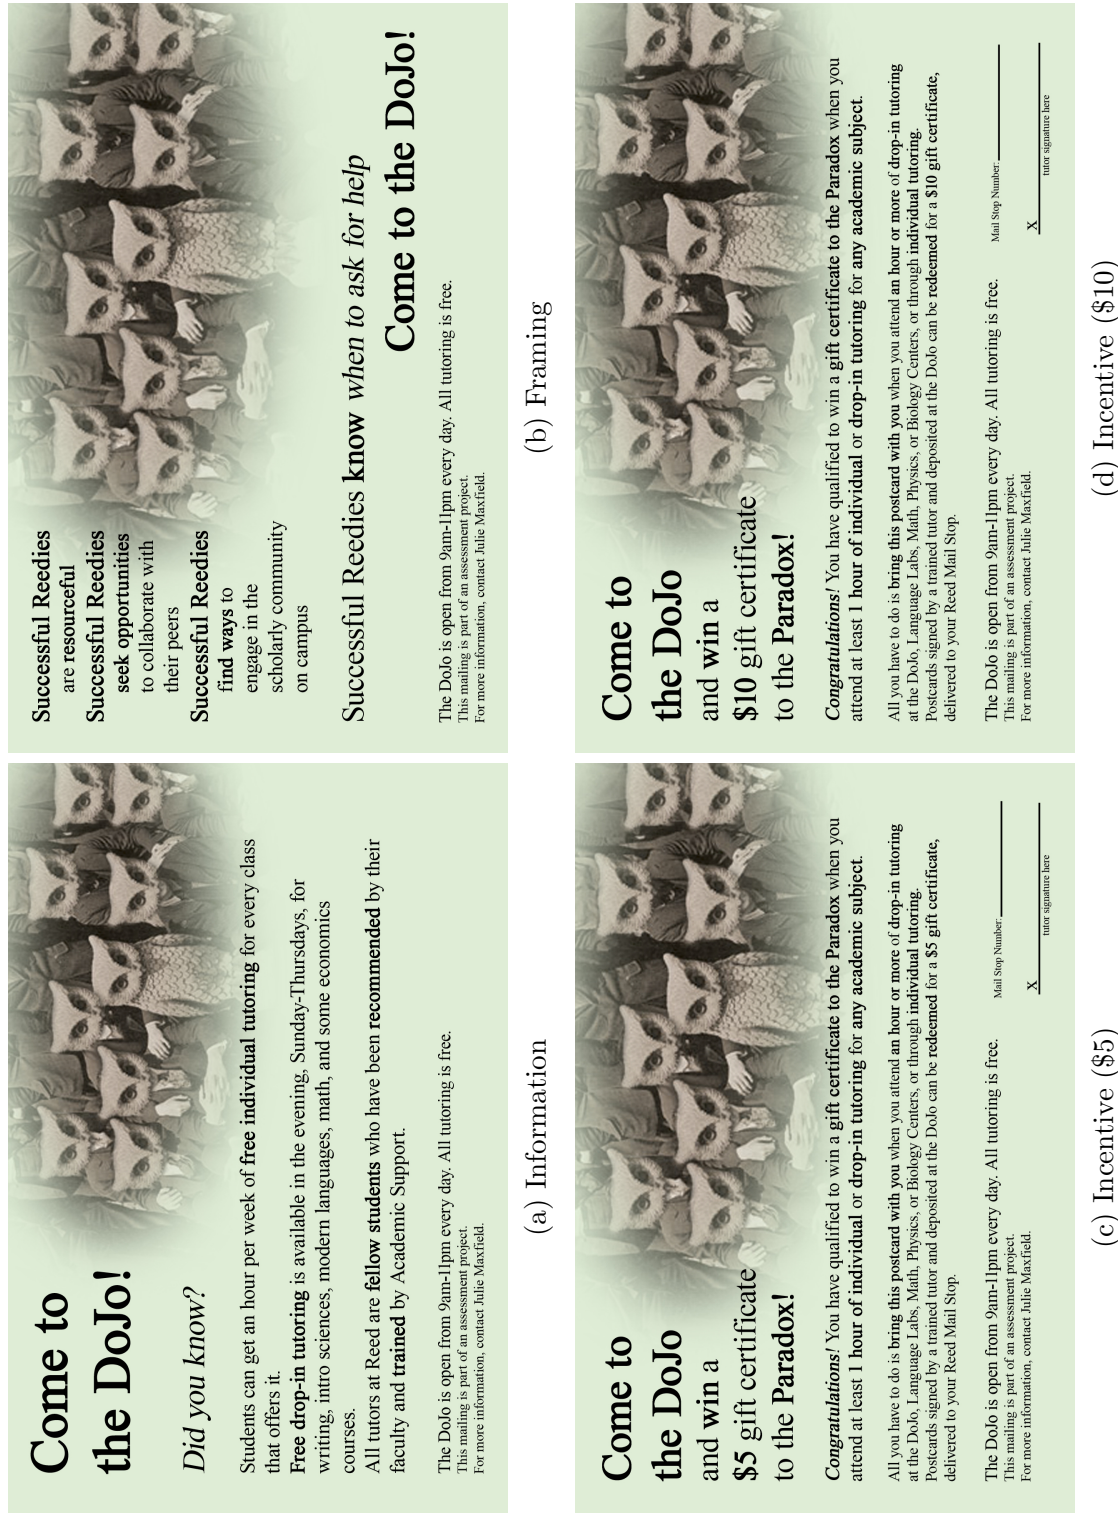 Come to
the DoJo!
Did you know?
Students can get an hour per week of free individual tutoring for every class
that offers it.
Free drop-in tutoring is available in the evening, Sunday-Thursdays, for
writing, intro sciences, modern languages, math, and some economics
courses.
All tutors at Reed are fellow students who have been recommended by their
faculty and trained by Academic Support.
The DoJo is open from 9am-11pm every day. All tutoring is free.
This mailing is part of an assessment project.
For more information, contact Julie Maxfield.
(a) Information
Successful Reedies
are resourceful
Successful Reedies
seek opportunities
to collaborate with
their peers
Successful Reedies
find ways to
engage in the
scholarly community
on campus
Successful Reedies know when to ask for help
Come to the DoJo!
The DoJo is open from 9am-11pm every day. All tutoring is free.
This mailing is part of an assessment project.
For more information, contact Julie Maxfield.
(b) Framing
Come to
the DoJo
and win a
$5 gift certificate
to the Paradox!
Congratulations! You have qualified to win a gift certificate to the Paradox when you
attend at least 1 hour of individual or drop-in tutoring for any academic subject.
All you have to do is bring this postcard with you when you attend an hour or more of drop-in tutoring
at the DoJo, Language Labs, Math, Physics, or Biology Centers, or through individual tutoring.
Postcards signed by a trained tutor and deposited at the DoJo can be redeemed for a $5 gift certificate,
delivered to your Reed Mail Stop.
The DoJo is open from 9am-11pm every day. All tutoring is free.
This mailing is part of an assessment project.
For more information, contact Julie Maxfield.
Mail Stop Number:
X
tutor signature here
(c) Incentive ($5)
Come to
the DoJo
and win a
$10 gift certificate
to the Paradox!
Congratulations! You have qualified to win a gift certificate to the Paradox when you
attend at least 1 hour of individual or drop-in tutoring for any academic subject.
All you have to do is bring this postcard with you when you attend an hour or more of drop-in tutoring
at the DoJo, Language Labs, Math, Physics, or Biology Centers, or through individual tutoring.
Postcards signed by a trained tutor and deposited at the DoJo can be redeemed for a $10 gift certificate,
delivered to your Reed Mail Stop.
The DoJo is open from 9am-11pm every day. All tutoring is free.
This mailing is part of an assessment project.
For more information, contact Julie Maxfield.
Mail Stop Number:
X
tutor signature here
(d) Incentive ($10)